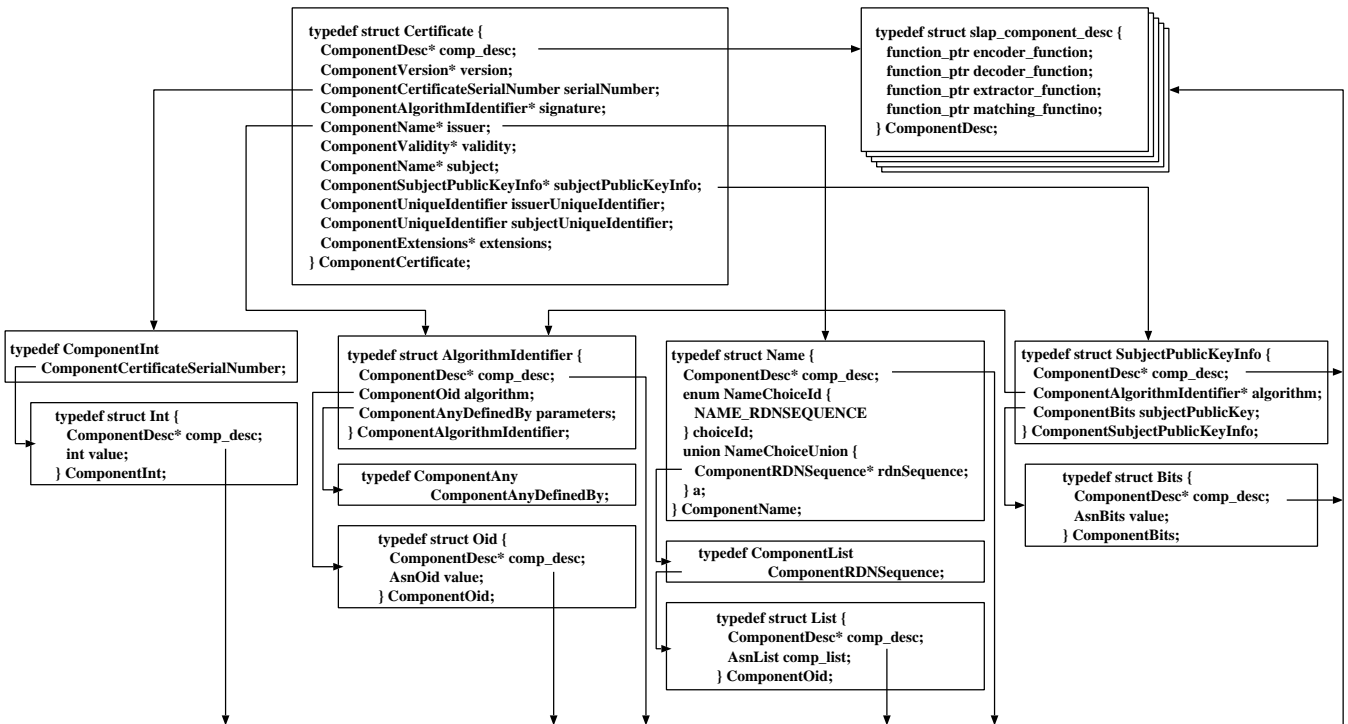 typedef struct Certificate {
ComponentDesc* comp_desc;
ComponentVersion* version;
ComponentCertificateSerialNumber serialNumber;
ComponentAlgorithmIdentifier* signature;
ComponentName* issuer;
ComponentValidity* validity;
ComponentName* subject;
ComponentSubjectPublicKeyInfo* subjectPublicKeyInfo;
ComponentUniqueIdentifier issuerUniqueIdentifier;
ComponentUniqueIdentifier subjectUniqueIdentifier;
ComponentExtensions* extensions;
} ComponentCertificate;
typedef struct slap_component_desc {
function_ptr encoder_function;
function_ptr decoder_function;
function_ptr extractor_function;
function_ptr matching_functino;
} ComponentDesc;
typedef ComponentInt
ComponentCertificateSerialNumber;
typedef struct Int {
ComponentDesc* comp_desc;
int value;
} ComponentInt;
typedef struct AlgorithmIdentifier {
ComponentDesc* comp_desc;
ComponentOid algorithm;
ComponentAnyDefinedBy parameters;
} ComponentAlgorithmIdentifier;
typedef ComponentAny
ComponentAnyDefinedBy;
typedef struct Oid {
ComponentDesc* comp_desc;
AsnOid value;
} ComponentOid;
typedef struct Name {
ComponentDesc* comp_desc;
enum NameChoiceId {
NAME_RDNSEQUENCE
} choiceId;
union NameChoiceUnion {
ComponentRDNSequence* rdnSequence;
} a;
} ComponentName;
typedef ComponentList
ComponentRDNSequence;
typedef struct List {
ComponentDesc* comp_desc;
AsnList comp_list;
} ComponentOid;
typedef struct SubjectPublicKeyInfo {
ComponentDesc* comp_desc;
ComponentAlgorithmIdentifier* algorithm;
ComponentBits subjectPublicKey;
} ComponentSubjectPublicKeyInfo;
typedef struct Bits {
ComponentDesc* comp_desc;
AsnBits value;
} ComponentBits;